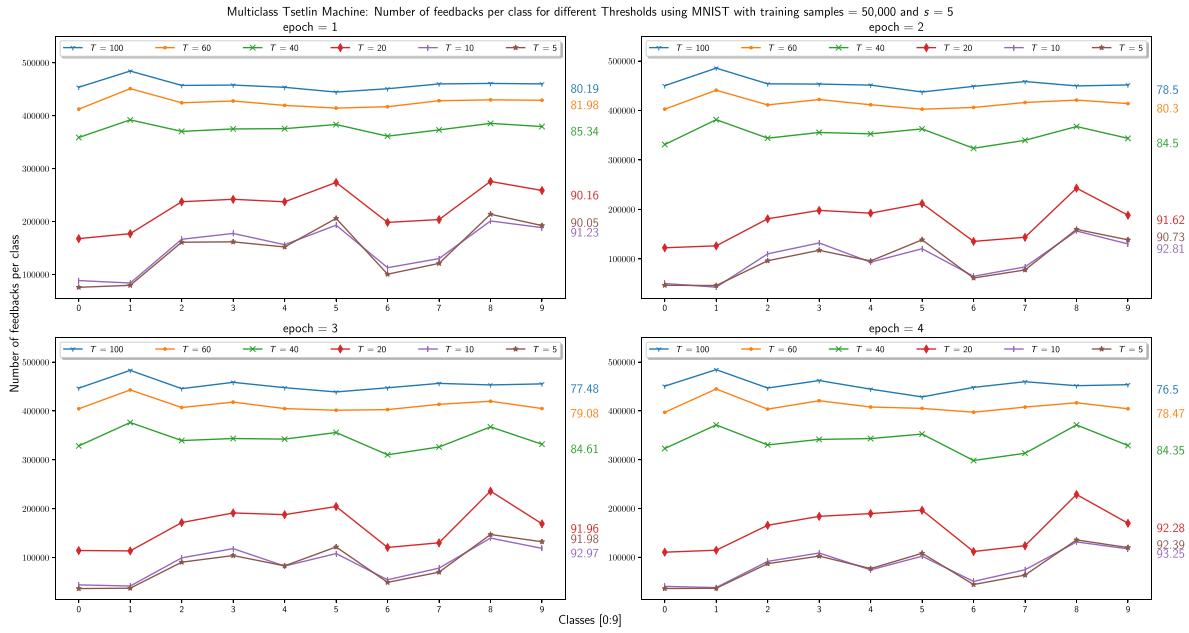 Multiclass Tsetlin Machine: Number of feedbacks per class for different Thresholds using MNIST with training samples = 50,000 and s = 5
epoch = 1
T = 100 T = 60 T = 40 T = 20 T = 10 T = 5
500000
400000
300000
200000
100000
80.19
81.98
85.34
90.16
90.05
91.23
0 1 2 3 4 5 6 7 8 9
epoch = 2
T = 100 T = 60 T = 40 T = 20 T = 10 T = 5
500000
400000
300000
200000
100000
78.5
80.3
84.5
91.62
90.73
92.81
0 1 2 3 4 5 6 7 8 9
Number of feedbacks per class
epoch = 3
T = 100 T = 60 T = 40 T = 20 T = 10 T = 5
500000
400000
300000
200000
100000
77.48
79.08
84.61
91.96
91.98
92.97
0 1 2 3 4 5 6 7 8 9
epoch = 4
T = 100 T = 60 T = 40 T = 20 T = 10 T = 5
500000
400000
300000
200000
100000
76.5
78.47
84.35
92.28
92.39
93.25
0 1 2 3 4 5 6 7 8 9
Classes [0:9]